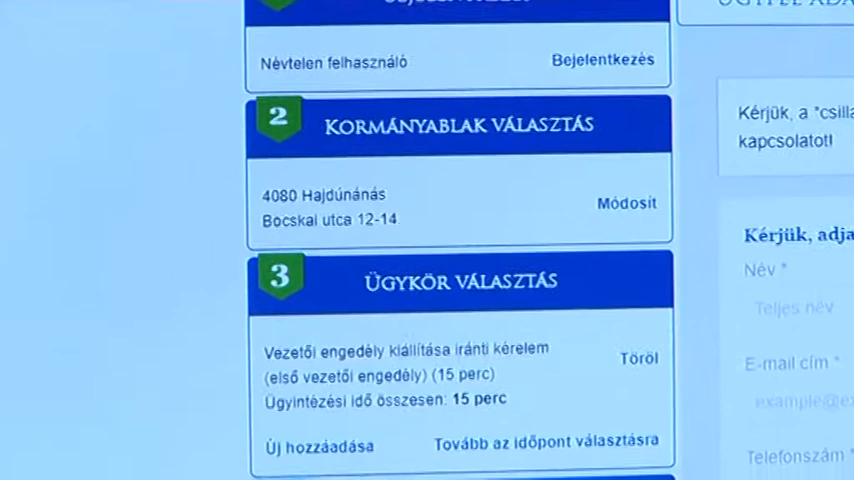 Névtelen felhasználó Bejelentkezés
2 KORMÁNYABLAK VÁLASZTÁS
4080 Hajdúnánás
Bocskai utca 12-14.
Módosít
3 ÜGYKÖR VÁLASZTÁS
Vezetői engedély kiállítása iránti kérelem
(első vezetői engedély) (15 perc)
Töröl
Ügyintézési idő összesen: 15 perc
Új hozzáadása Tovább az időpont választásra
Kérjük, a *csilla
kapcsolatot!
Kérjük, adja
Név *
Teljes név
E-mail cím *
example@e
Telefonszám *